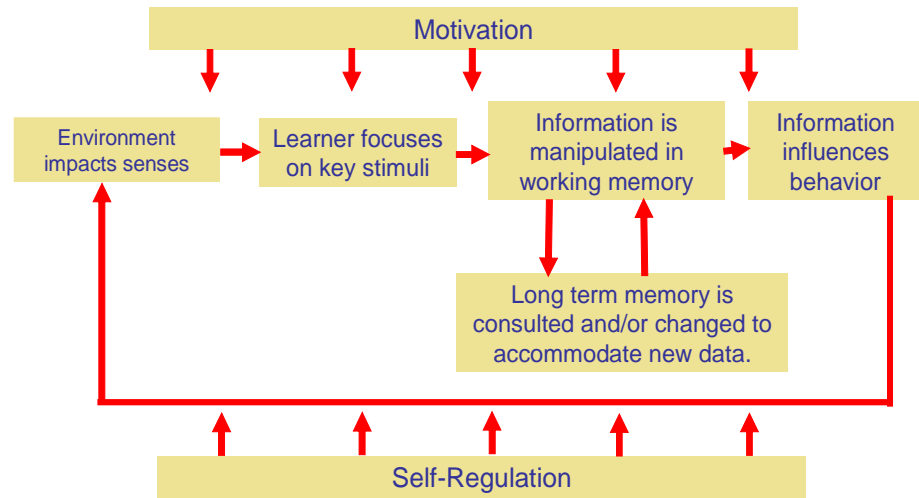 Motivation
Environment
impacts senses
Learner focuses
on key stimuli
Information is
manipulated in
working memory
Information
influences
behavior
Long term memory is
consulted and/or changed to
accommodate new data.
Self-Regulation